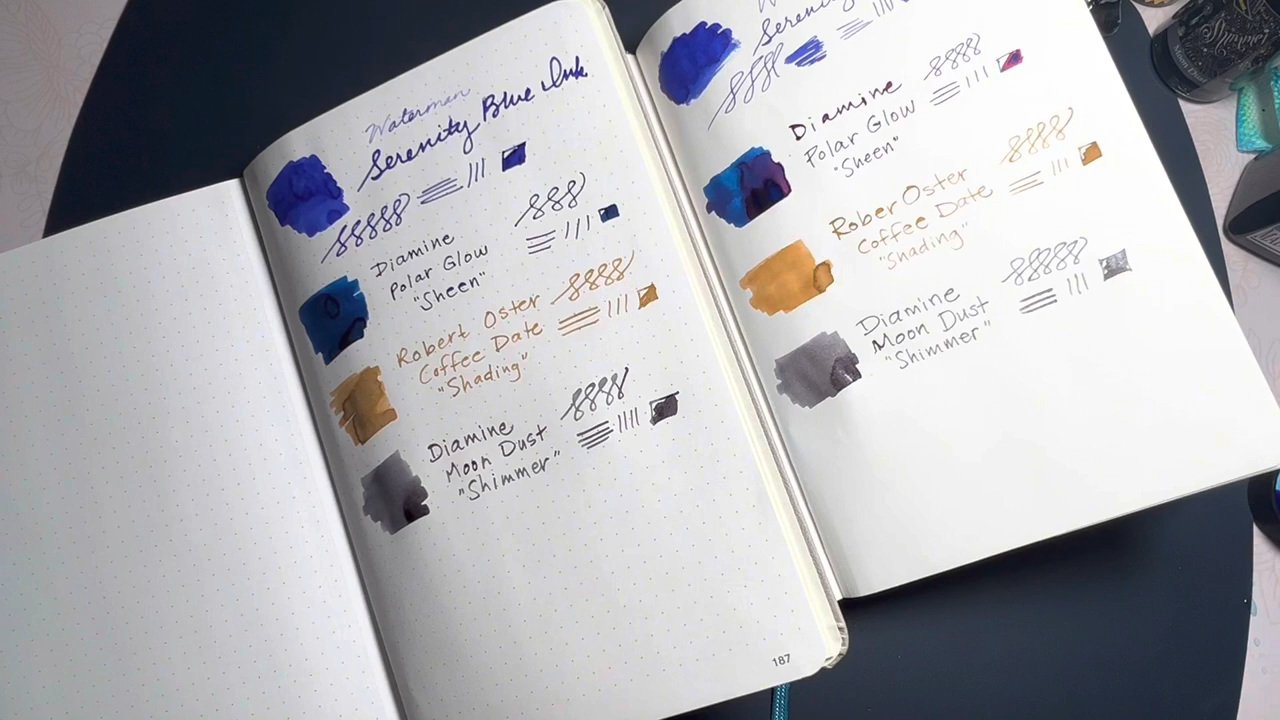 Waterman
Serenity Blue Ink
Diamine
Polar Glow
"Sheen"
Robert Oster
Coffee Date
"Shading"
Diamine
Moon Dust
"Shimmer"
187
Serenity
Diamine
Polar Glow
"Sheen"
Rober Oster
Coffee Date
"Shading"
Diamine
Moon Dust
"Shimmer"